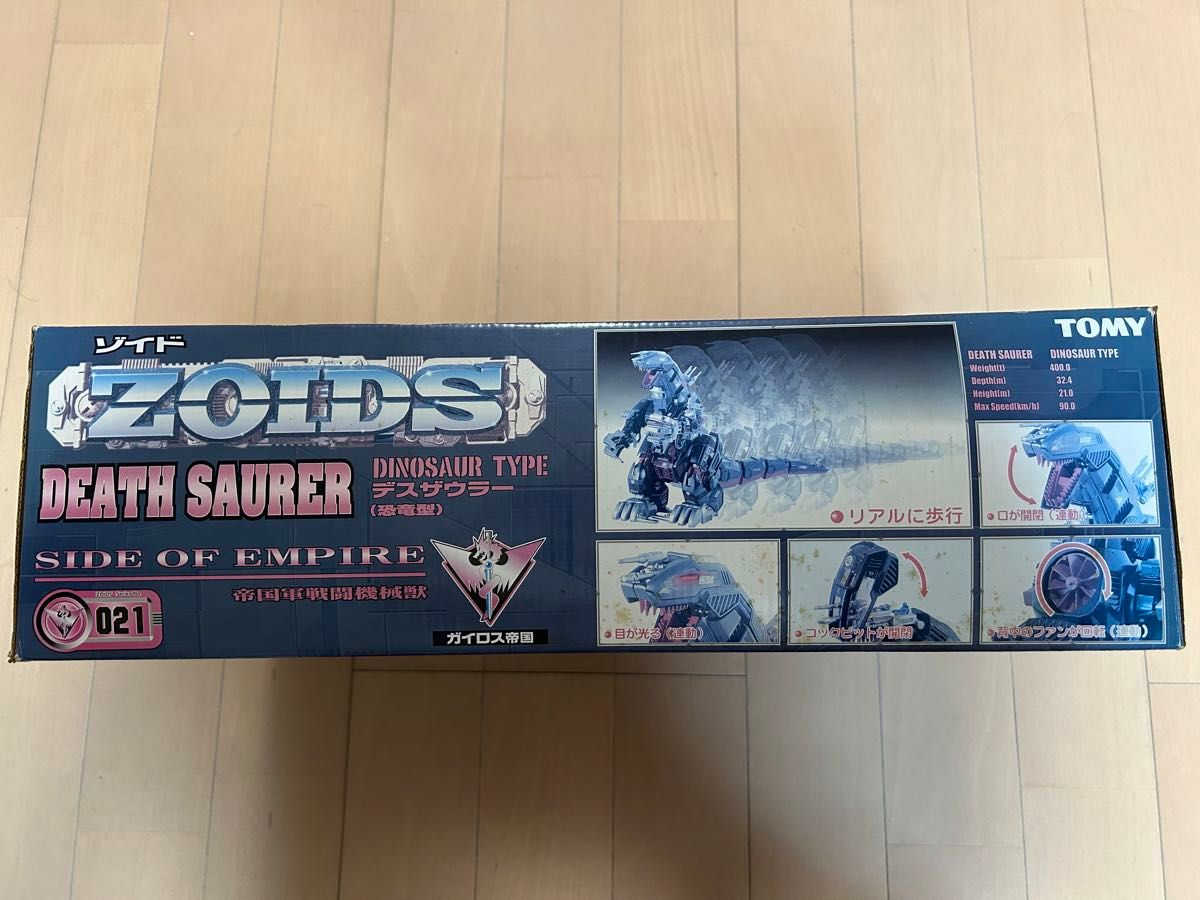 ゾイド
ZOIDS
DEATH SAURER
DINOSAUR TYPE
デスザウラー
(恐竜型)
SIDE OF EMPIRE
帝国軍戦闘機械獣
ZOIDS Series No.
021
ガイロス帝国
●リアルに歩行
TOMY
DEATH SAURER DINOSAUR TYPE
Weight(t) 400.0
Depth(m) 32.4
Height(m) 21.0
Max Speed(km/h) 90.0
●口が開閉(連動)
●目が光る(連動)
●コックピットが開閉
●背中のファンが回転(連動)